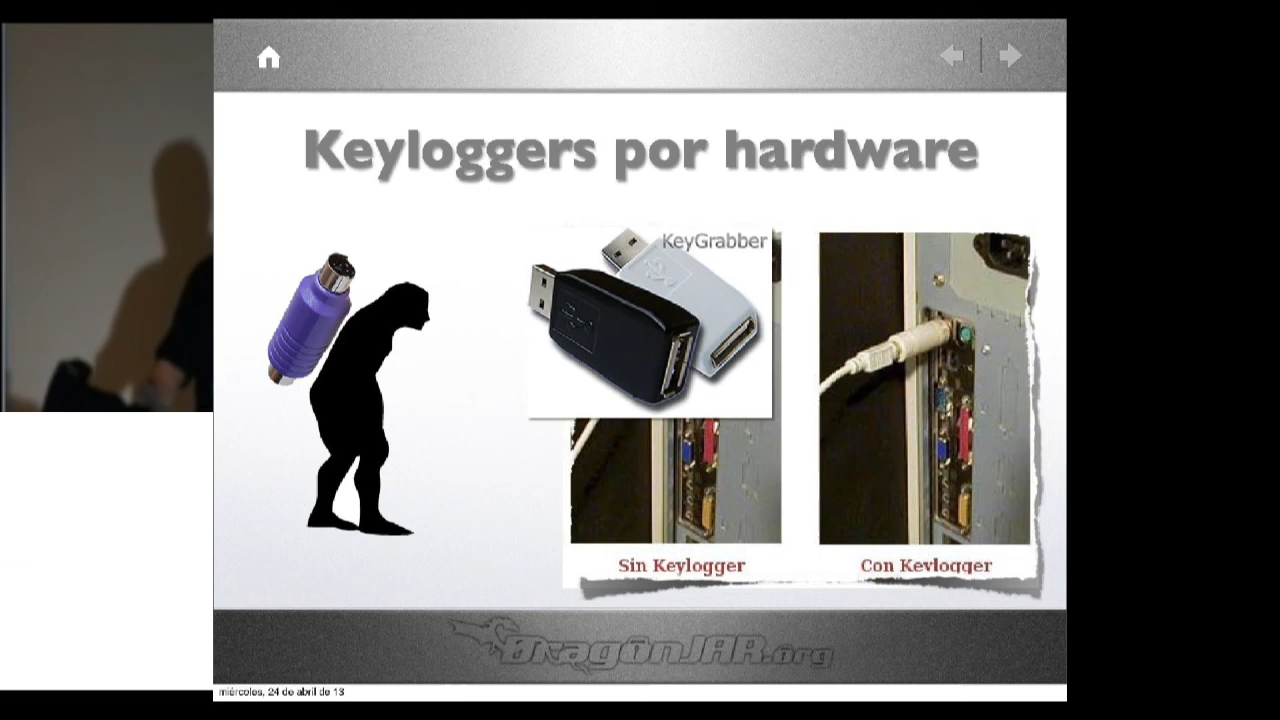 Keyloggers por hardware
KeyGrabber
Sin Keylogger
Con Keylogger
DragonJAR.org
miércoles, 24 de abril de 13